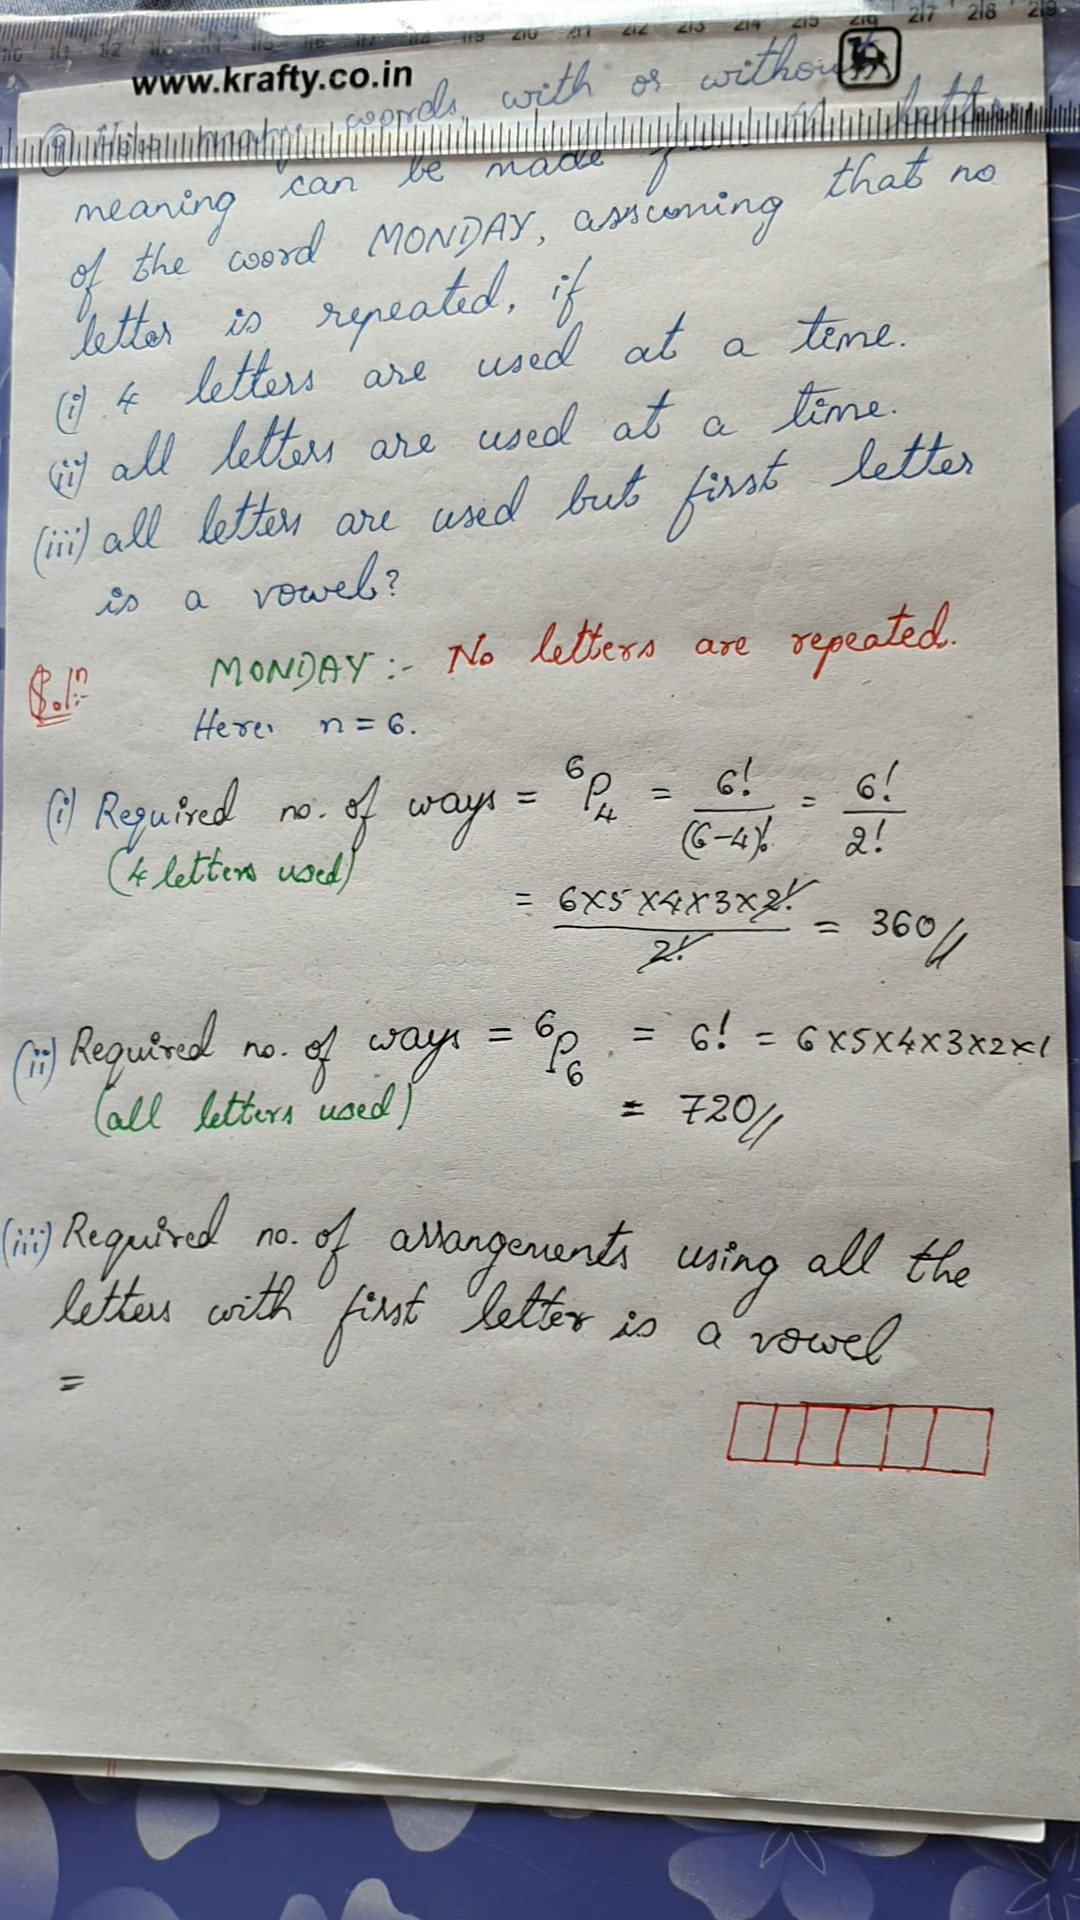 www.krafty.co.in
How many words, with or without
meaning can be made from the letters
of the word MONDAY, assuming that no
letter is repeated, if
(i) 4 letters are used at a time.
(ii) all letters are used at a time.
(iii) all letters are used but first letter
is a vowel?
Sol:- MONDAY :- No letters are repeated.
Here, n = 6.
(i) Required no. of ways = ⁶P₄ = 6!/(6-4)! = 6!/2!
(4 letters used)
= 6×5×4×3×2!/2! = 360//
(ii) Required no. of ways = ⁶P₆ = 6! = 6×5×4×3×2×1
(all letters used) = 720//
(iii) Required no. of arrangements using all the
letters with first letter is a vowel
=